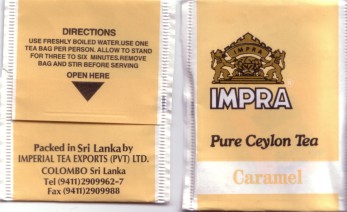 DIRECTIONS
USE FRESHLY BOILED WATER.USE ONE
TEA BAG PER PERSON. ALLOW TO STAND
FOR THREE TO SIX MINUTES.REMOVE
BAG AND STIR BEFORE SERVING
OPEN HERE
Packed in Sri Lanka by
IMPERIAL TEA EXPORTS (PVT) LTD.
COLOMBO Sri Lanka
Tel (9411)2909962-7
Fax (9411)2909988
IMPRA
IMPRA
Pure Ceylon Tea
Caramel